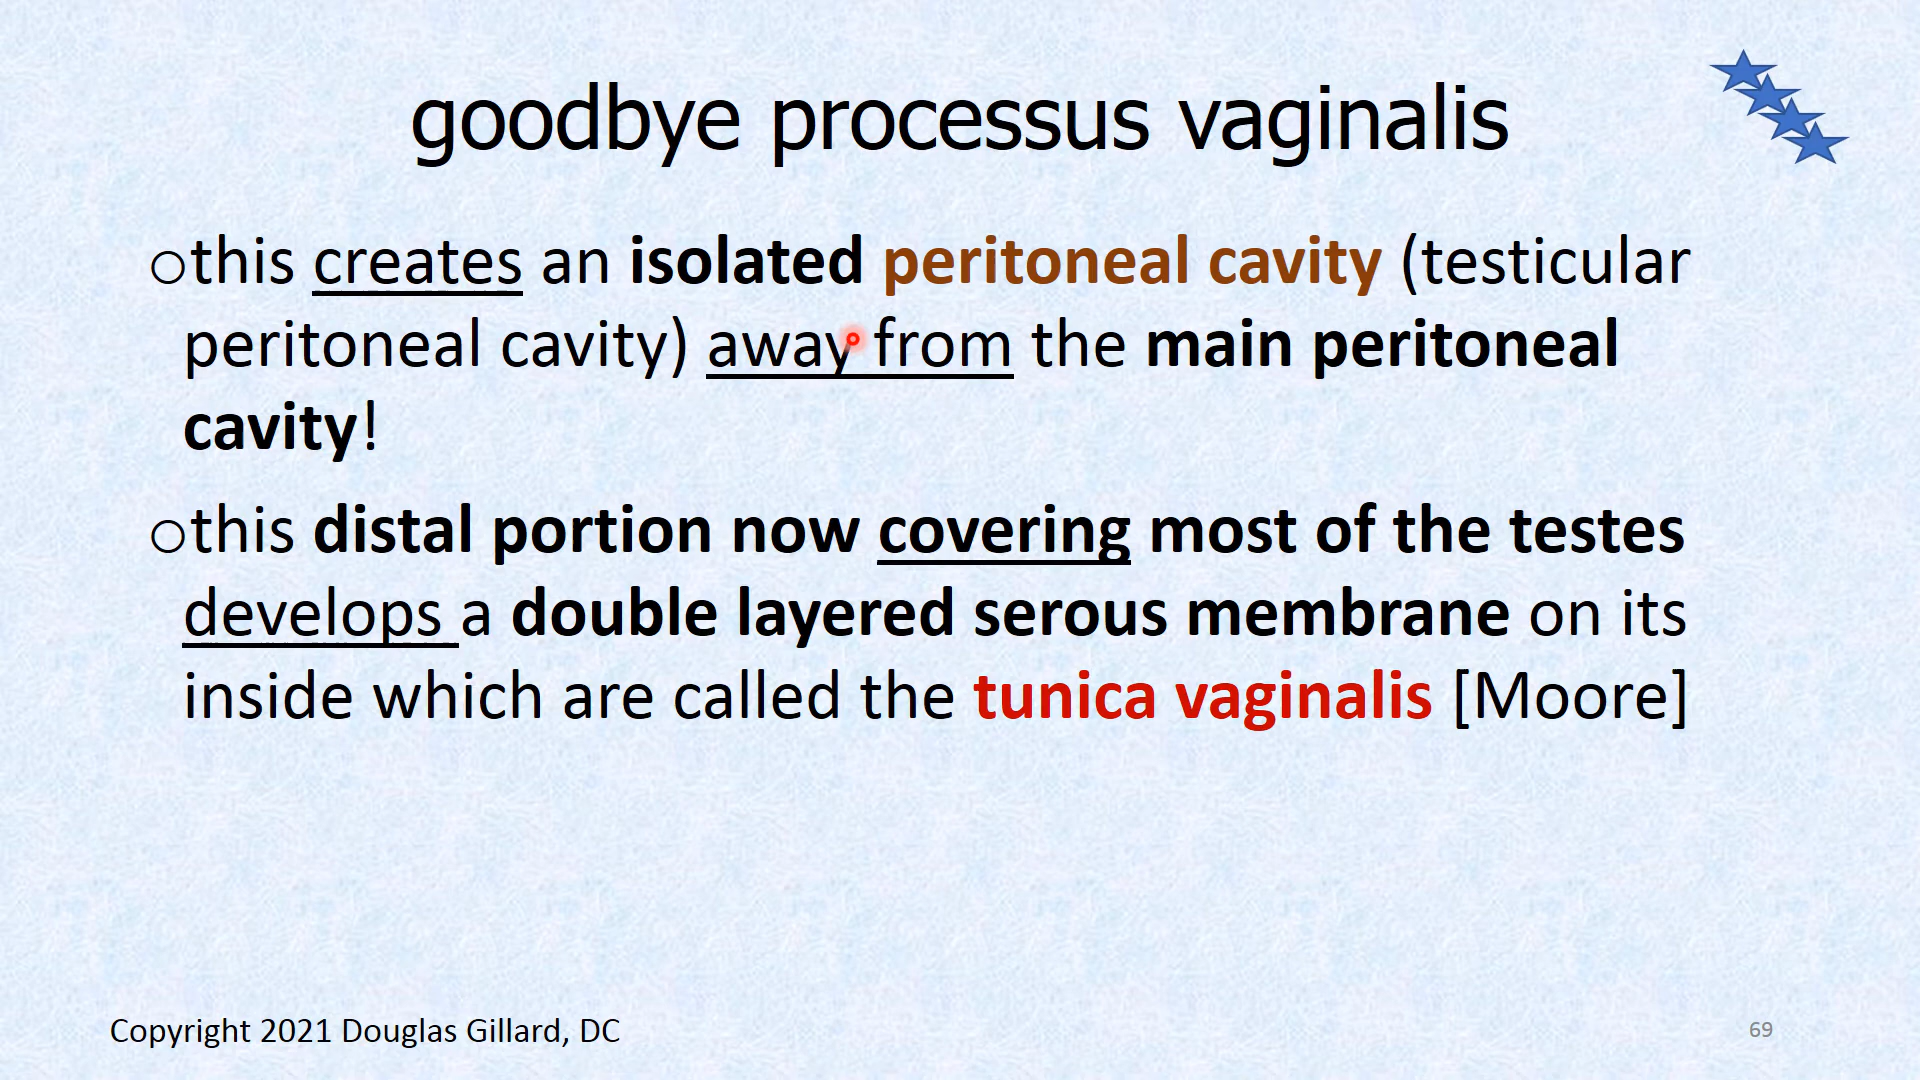 goodbye processus vaginalis
○this creates an isolated peritoneal cavity (testicular
peritoneal cavity) away from the main peritoneal
cavity!
○this distal portion now covering most of the testes
develops a double layered serous membrane on its
inside which are called the tunica vaginalis [Moore]
Copyright 2021 Douglas Gillard, DC
69